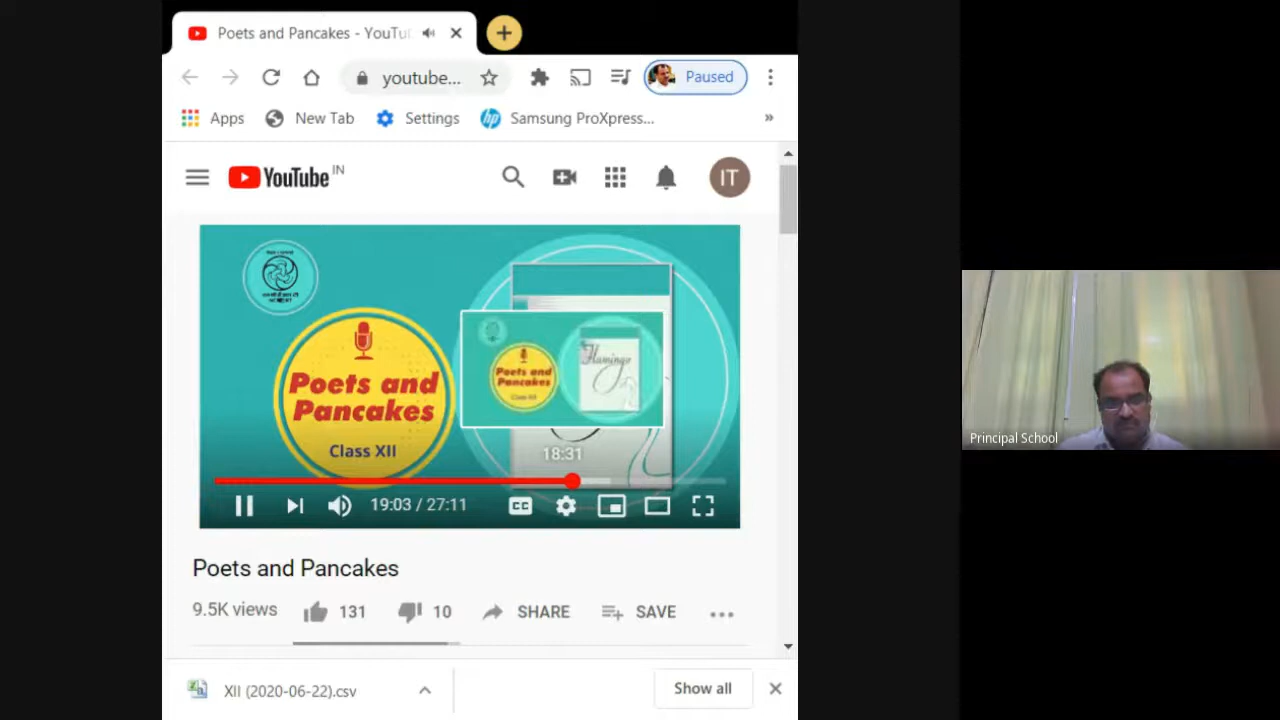 Poets and Pancakes - YouTu
youtube...
Paused
Apps
New Tab
Settings
Samsung ProXpress...
»
YouTube IN
IT
Poets and
Pancakes
Class XII
Flamingo
Poets and
Pancakes
Class XII
18:31
19:03 / 27:11
CC
Poets and Pancakes
9.5K views
131
10
SHARE
SAVE
XII (2020-06-22).csv
Show all
Principal School